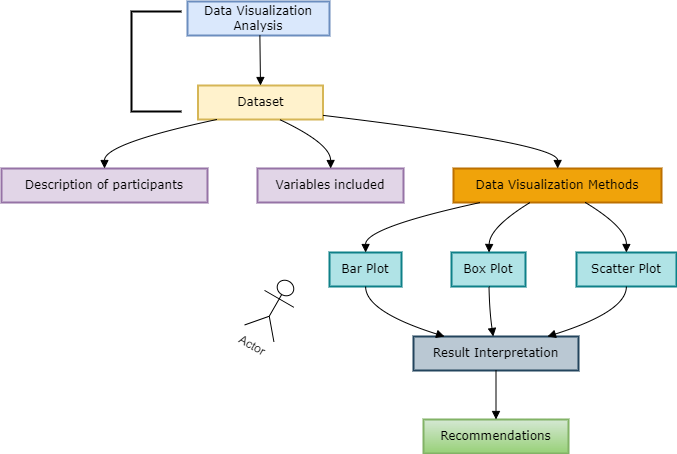 Data Visualization
Analysis
Dataset
Description of participants
Variables included
Data Visualization Methods
Bar Plot
Box Plot
Scatter Plot
Actor
Result Interpretation
Recommendations